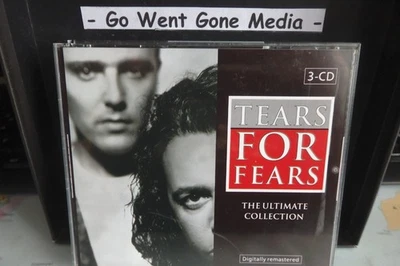 - Go Went Gone Media -
3-CD
TEARS
FOR
FEARS
THE ULTIMATE
COLLECTION
Digitally remastered